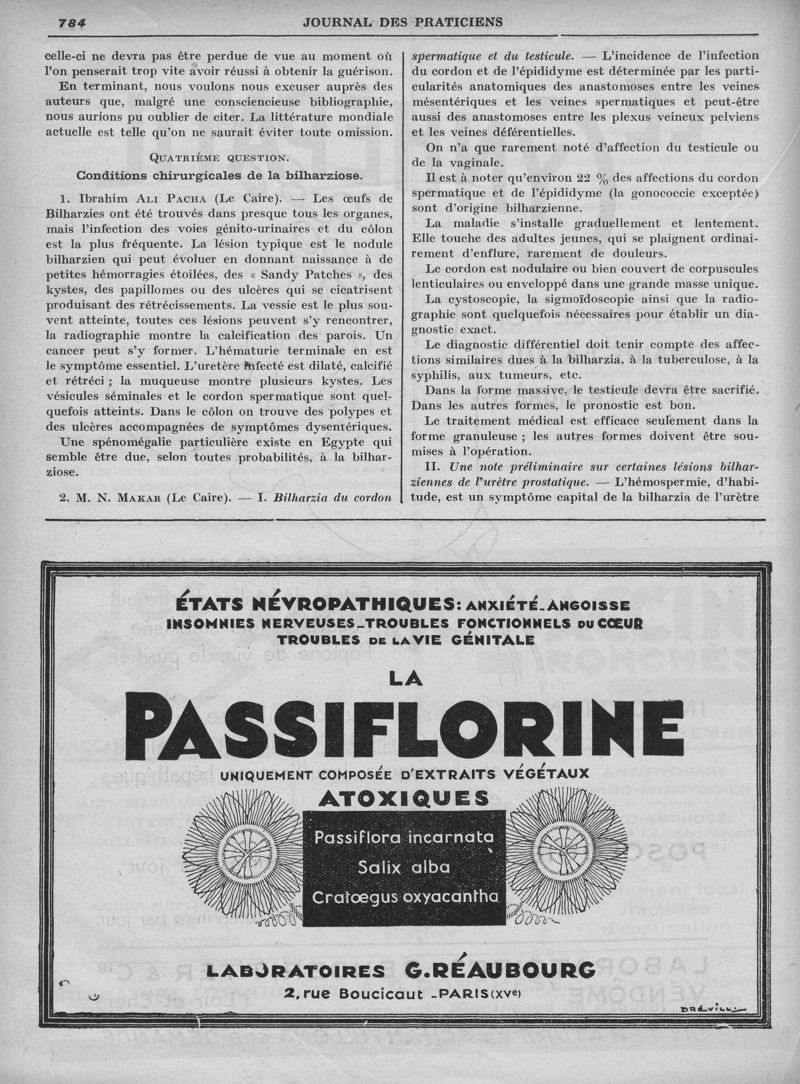 784
JOURNAL DES PRATICIENS
celle-ci ne devra pas être perdue de vue au moment où
l'on penserait trop vite avoir réussi à obtenir la guérison.
En terminant, nous voulons nous excuser auprès des
auteurs que, malgré une consciencieuse bibliographie,
nous aurions pu oublier de citer. La littérature mondiale
actuelle est telle qu'on ne saurait éviter toute omission.
QUATRIÈME QUESTION.
Conditions chirurgicales de la bilharziose.
1. Ibrahim ALI PACHA (Le Caire). — Les œufs de
Bilharzies ont été trouvés dans presque tous les organes,
mais l'infection des voies génito-urinaires et du côlon
est la plus fréquente. La lésion typique est le nodule
bilharzien qui peut évoluer en donnant naissance à de
petites hémorragies étoilées, des « Sandy Patches », des
kystes, des papillomes ou des ulcères qui se cicatrisent
produisant des rétrécissements. La vessie est le plus sou-
vent atteinte, toutes ces lésions peuvent s'y rencontrer,
la radiographie montre la calcification des parois. Un
cancer peut s'y former. L'hématurie terminale en est
le symptôme essentiel. L'uretère infecté est dilaté, calcifié
et rétréci ; la muqueuse montre plusieurs kystes. Les
vésicules séminales et le cordon spermatique sont quel-
quefois atteints. Dans le côlon on trouve des polypes et
des ulcères accompagnées de symptômes dysentériques.
Une spénomégalie particulière existe en Egypte qui
semble être due, selon toutes probabilités, à la bilhar-
ziose.
2. M. N. MAKAR (Le Caire). — I. Bilharzia du cordon
spermatique et du testicule. — L'incidence de l'infection
du cordon et de l'épididyme est déterminée par les parti-
cularités anatomiques des anastomoses entre les veines
mésentériques et les veines spermatiques et peut-être
aussi des anastomoses entre les plexus veineux pelviens
et les veines déférentielles.
On n'a que rarement noté d'affection du testicule ou
de la vaginale.
Il est à noter qu'environ 22 % des affections du cordon
spermatique et de l'épididyme (la gonococcie exceptée)
sont d'origine bilharzienne.
La maladie s'installe graduellement et lentement.
Elle touche des adultes jeunes, qui se plaignent ordinai-
rement d'enflure, rarement de douleurs.
Le cordon est nodulaire ou bien couvert de corpuscules
lenticulaires ou enveloppé dans une grande masse unique.
La cystoscopie, la sigmoïdoscopie ainsi que la radio-
graphie sont quelquefois nécessaires pour établir un dia-
gnostic exact.
Le diagnostic différentiel doit tenir compte des affec-
tions similaires dues à la bilharzia, à la tuberculose, à la
syphilis, aux tumeurs, etc.
Dans la forme massive, le testicule devra être sacrifié.
Dans les autres formes, le pronostic est bon.
Le traitement médical est efficace seulement dans la
forme granuleuse ; les autres formes doivent être sou-
mises à l'opération.
II. Une note préliminaire sur certaines lésions bilhar-
ziennes de l'urètre prostatique. — L'hémospermie, d'habi-
tude, est un symptôme capital de la bilharzia de l'urètre
ÉTATS NÉVROPATHIQUES: ANXIÉTÉ_ANGOISSE
INSOMNIES NERVEUSES_TROUBLES FONCTIONNELS DU CŒUR
TROUBLES DE LA VIE GÉNITALE
LA
PASSIFLORINE
UNIQUEMENT COMPOSÉE D'EXTRAITS VÉGÉTAUX
ATOXIQUES
Passiflora incarnata
Salix alba
Cratœgus oxyacantha
LABORATOIRES G. RÉAUBOURG
2, rue Boucicaut _PARIS (XVe)